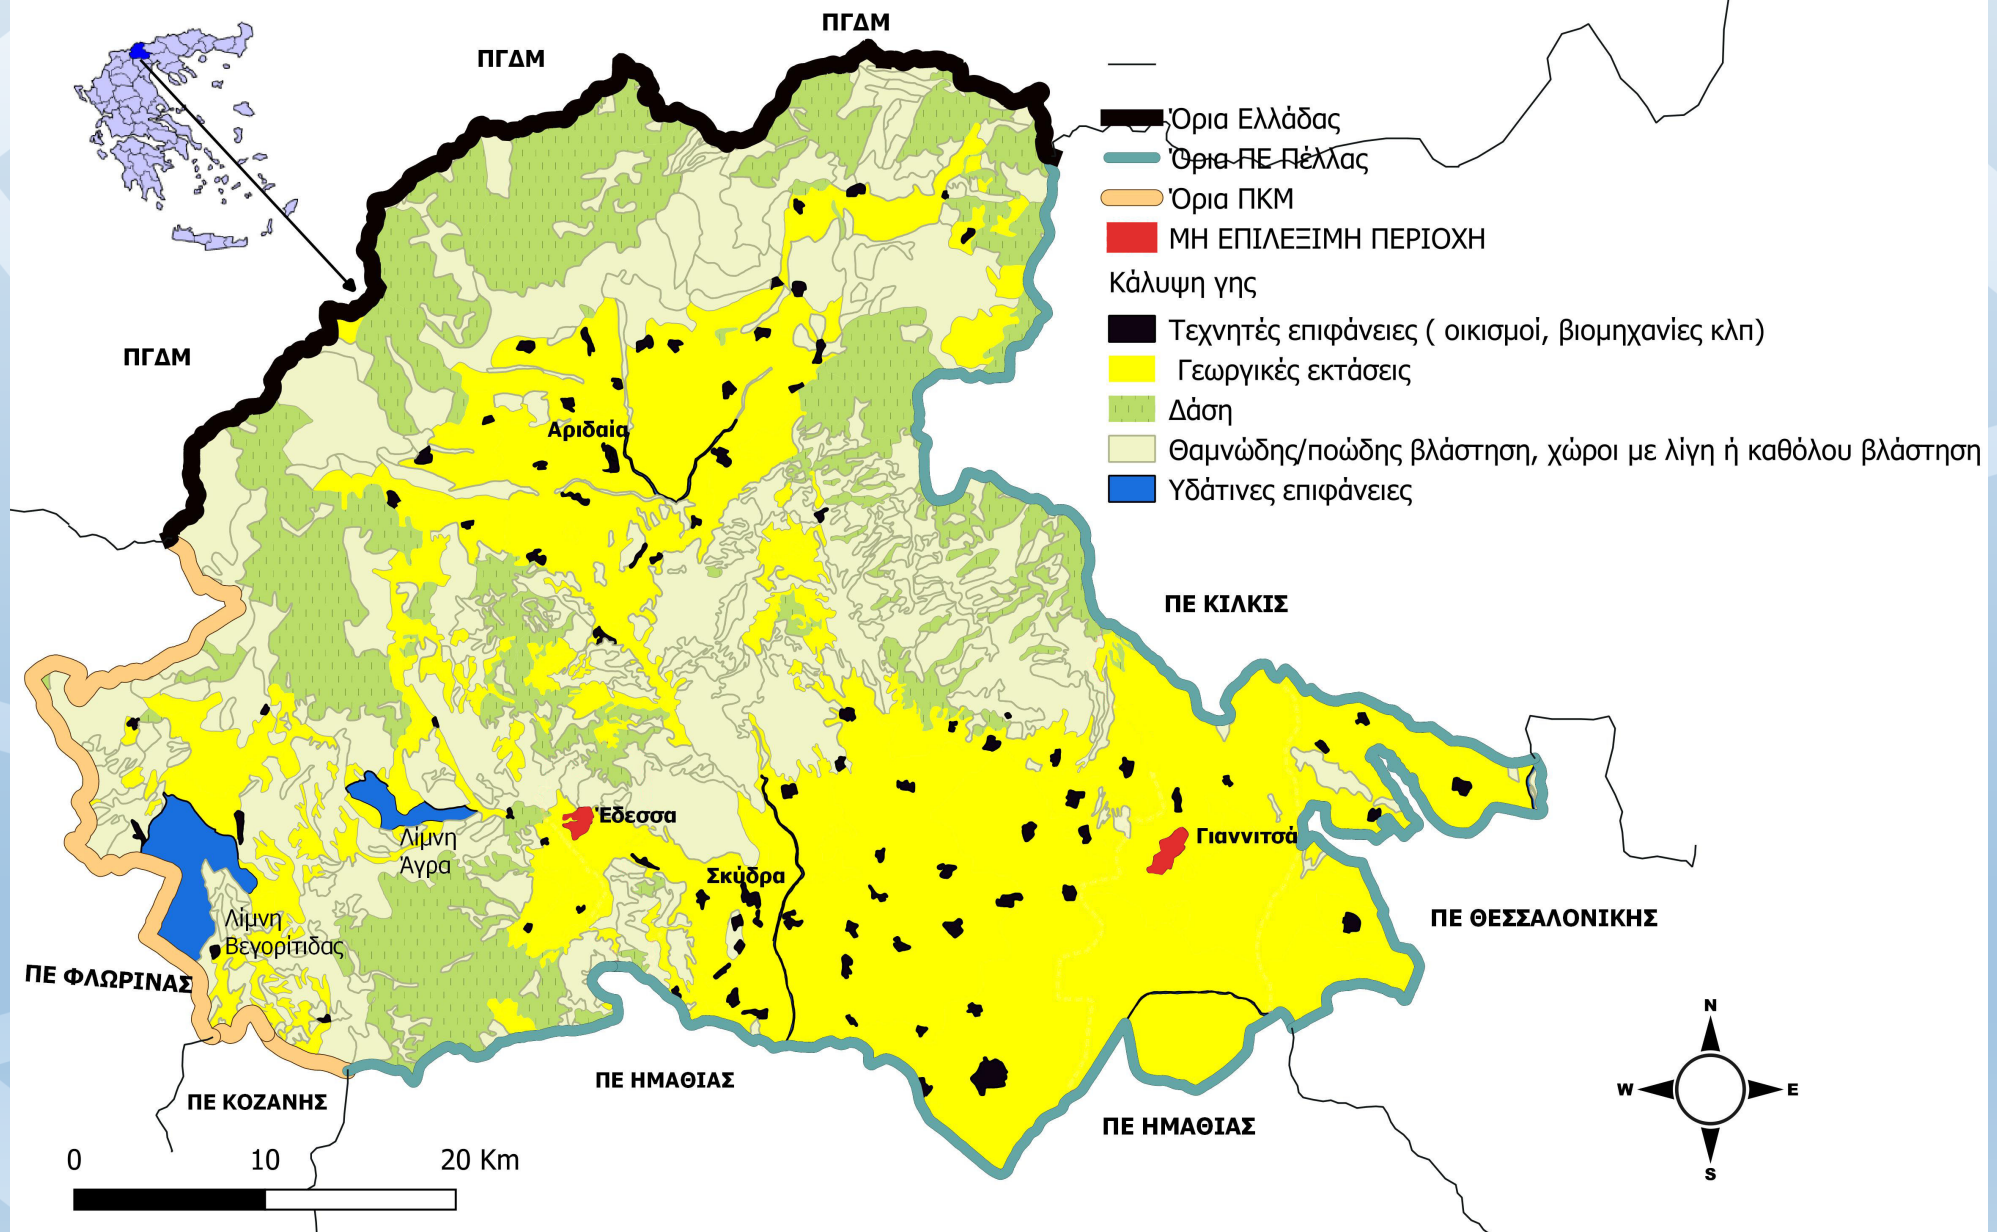 ΠΓΔΜ
ΠΓΔΜ
ΠΓΔΜ
Όρια Ελλάδας
Όρια ΠΕ Πέλλας
Όρια ΠΚΜ
ΜΗ ΕΠΙΛΕΞΙΜΗ ΠΕΡΙΟΧΗ
Κάλυψη γης
Τεχνητές επιφάνειες ( οικισμοί, βιομηχανίες κλπ)
Γεωργικές εκτάσεις
Δάση
Θαμνώδης/ποώδης βλάστηση, χώροι με λίγη ή καθόλου βλάστηση
Υδάτινες επιφάνειες
Αριδαία
ΠΕ ΚΙΛΚΙΣ
Έδεσσα
Λίμνη
Άγρα
Γιαννιτσά
Σκύδρα
Λίμνη
Βεγορίτιδας
ΠΕ ΘΕΣΣΑΛΟΝΙΚΗΣ
ΠΕ ΦΛΩΡΙΝΑΣ
ΠΕ ΚΟΖΑΝΗΣ
ΠΕ ΗΜΑΘΙΑΣ
ΠΕ ΗΜΑΘΙΑΣ
N
W E
S
0 10 20 Km